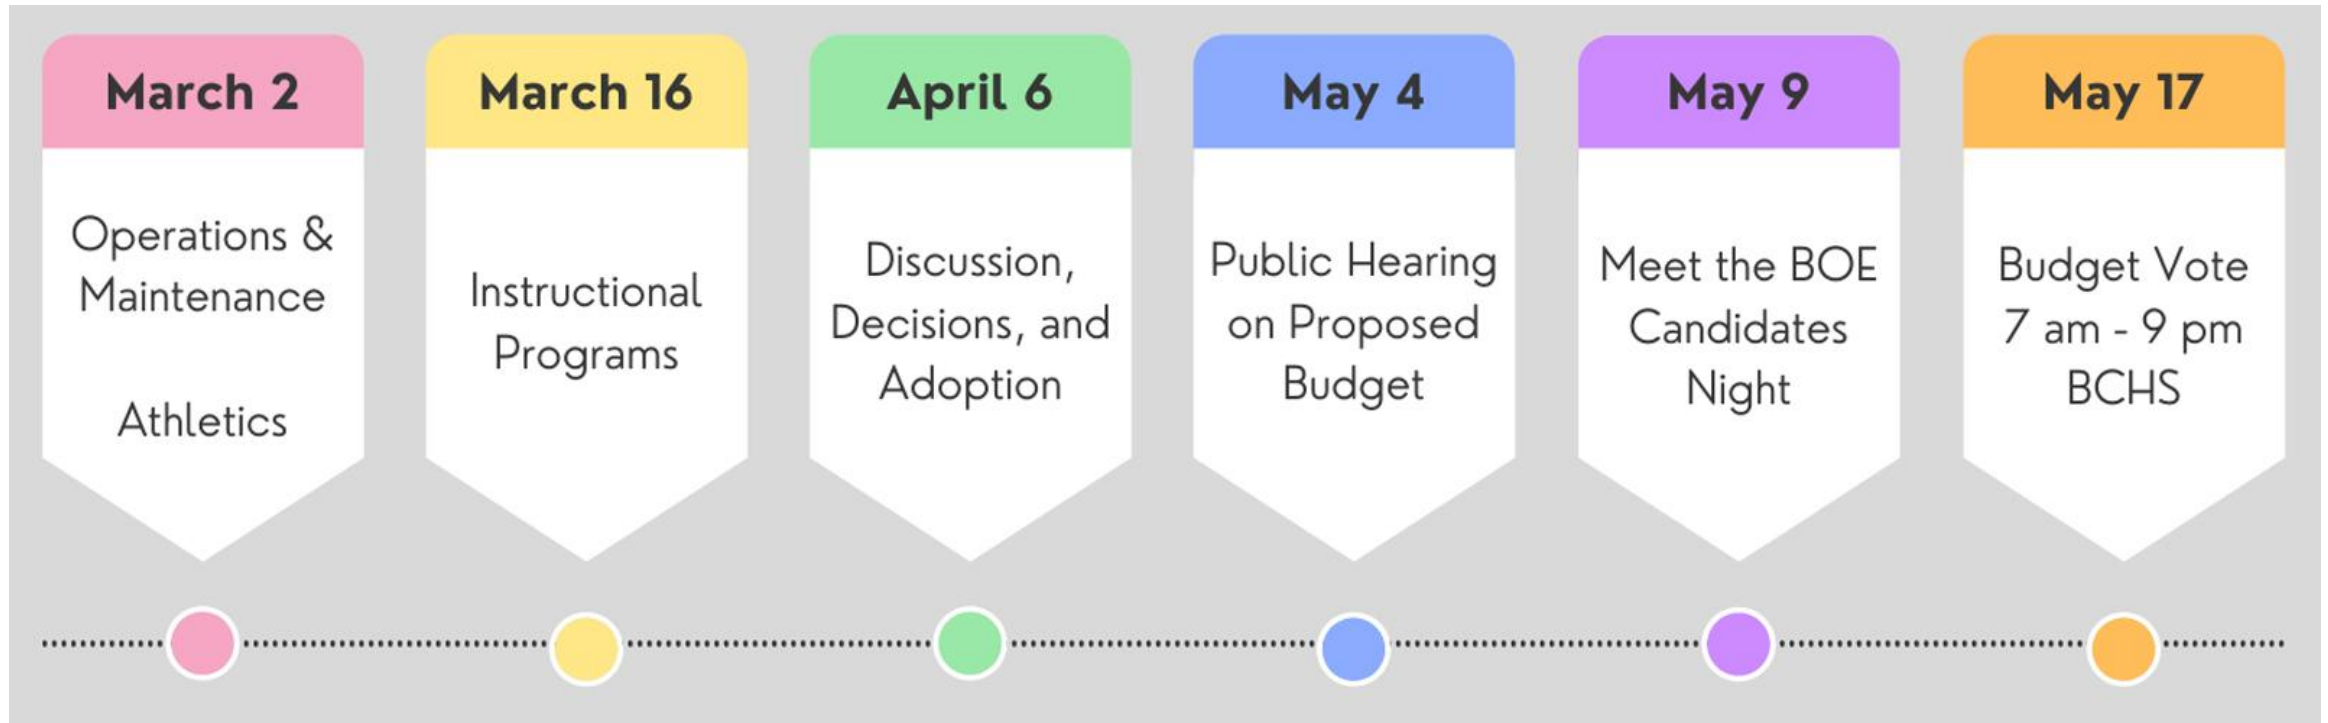 March 2
Operations &
Maintenance
Athletics
March 16
Instructional
Programs
April 6
Discussion,
Decisions, and
Adoption
May 4
Public Hearing
on Proposed
Budget
May 9
Meet the BOE
Candidates
Night
May 17
Budget Vote
7 am - 9 pm
BCHS